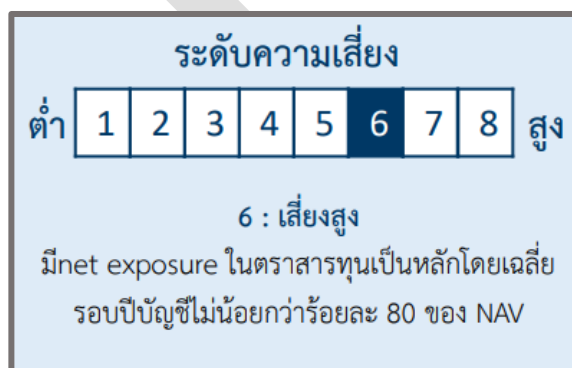 ระดับความเสี่ยง
ต่ำ 1 2 3 4 5 6 7 8 สูง
6 : เสี่ยงสูง
มีnet exposure ในตราสารทุนเป็นหลักโดยเฉลี่ย
รอบปีบัญชีไม่น้อยกว่าร้อยละ 80 ของ NAV